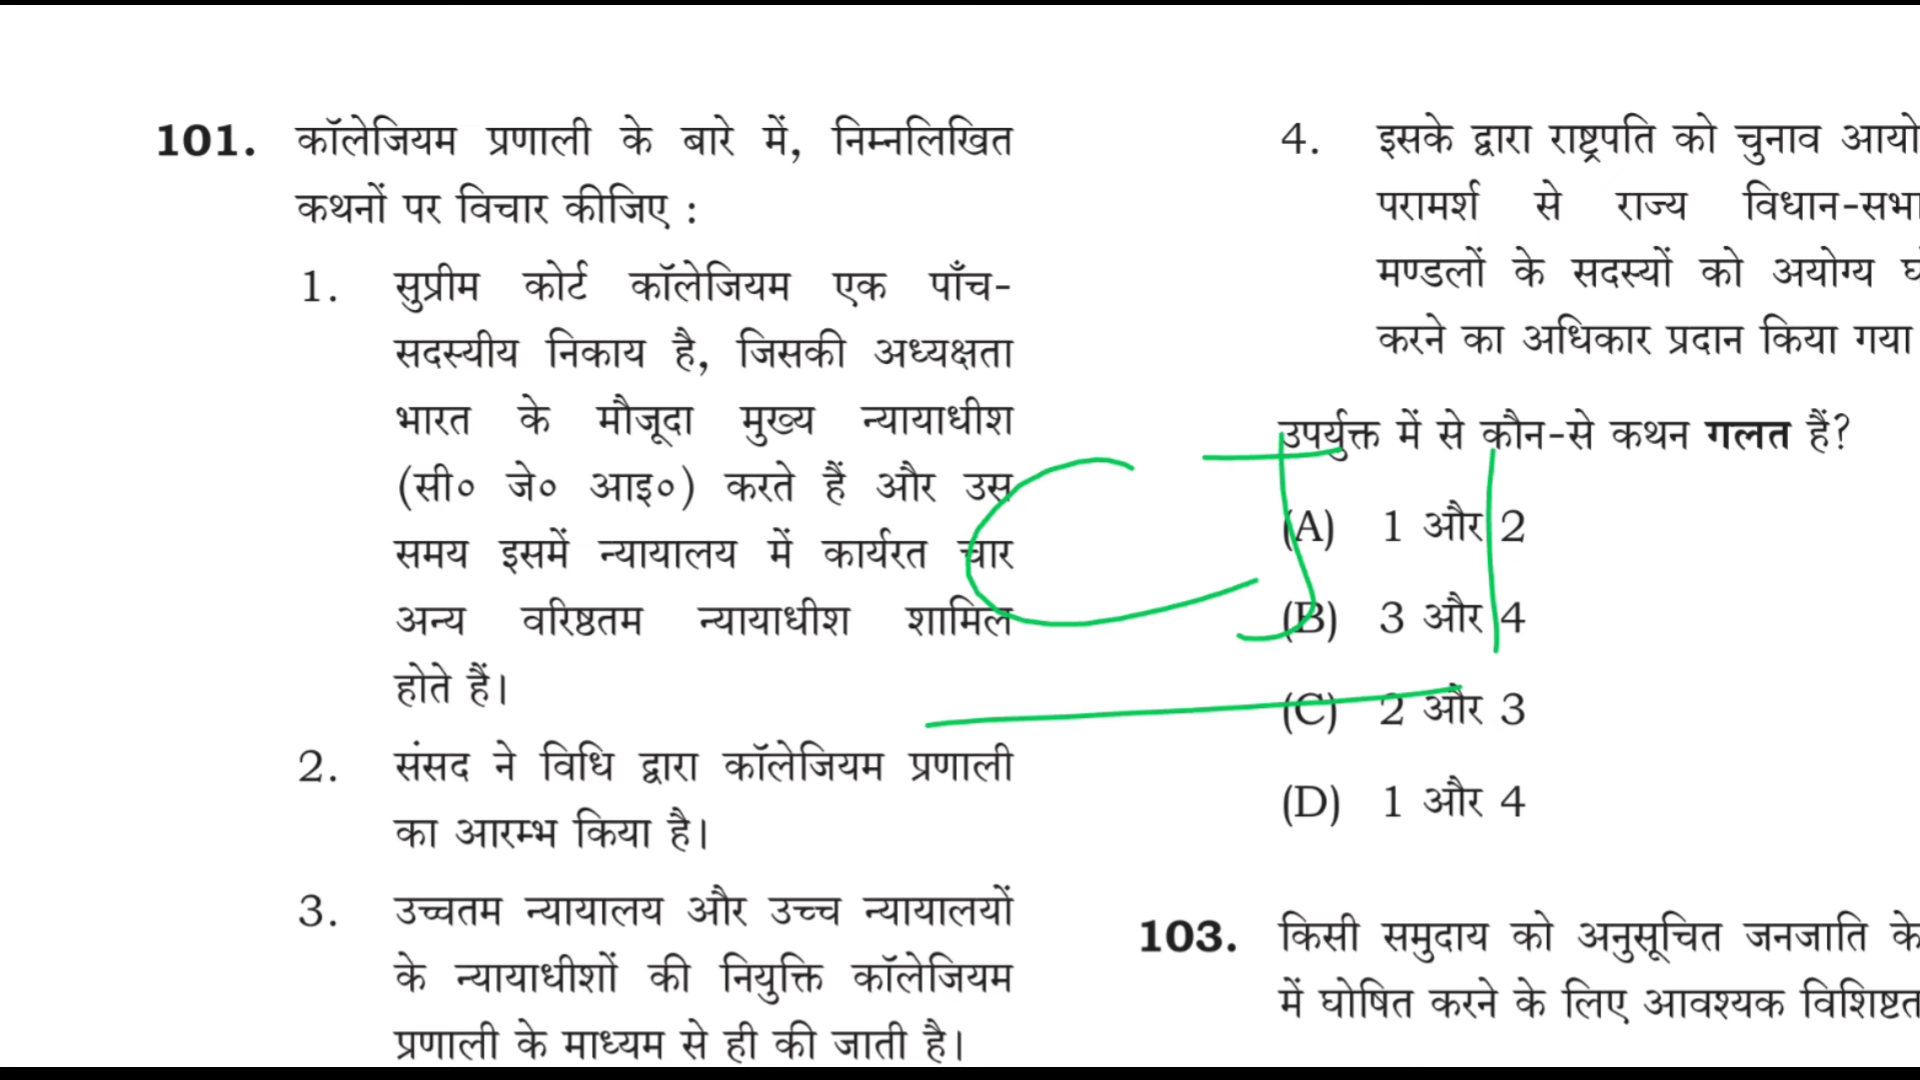 101. कॉलेजियम प्रणाली के बारे में, निम्नलिखित
कथनों पर विचार कीजिए :
1. सुप्रीम कोर्ट कॉलेजियम एक पाँच-
सदस्यीय निकाय है, जिसकी अध्यक्षता
भारत के मौजूदा मुख्य न्यायाधीश
(सी० जे० आइ०) करते हैं और उस
समय इसमें न्यायालय में कार्यरत चार
अन्य वरिष्ठतम न्यायाधीश शामिल
होते हैं।
2. संसद ने विधि द्वारा कॉलेजियम प्रणाली
का आरम्भ किया है।
3. उच्चतम न्यायालय और उच्च न्यायालयों
के न्यायाधीशों की नियुक्ति कॉलेजियम
प्रणाली के माध्यम से ही की जाती है।
4. इसके द्वारा राष्ट्रपति को चुनाव
परामर्श से राज्य विधान-सभा
मण्डलों के सदस्यों को अयोग्य
करने का अधिकार प्रदान किया गया
उपर्युक्त में से कौन-से कथन गलत हैं?
(A) 1 और 2
(B) 3 और 4
(C) 2 और 3
(D) 1 और 4
103. किसी समुदाय को अनुसूचित जनजाति के
में घोषित करने के लिए आवश्यक